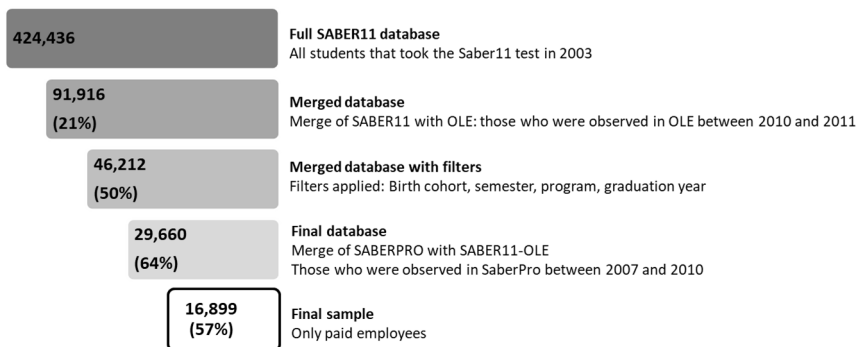 424,436
Full SABER11 database
All students that took the Saber11 test in 2003
91,916
(21%)
Merged database
Merge of SABER11 with OLE: those who were observed in OLE between 2010 and 2011
46,212
(50%)
Merged database with filters
Filters applied: Birth cohort, semester, program, graduation year
29,660
(64%)
Final database
Merge of SABERPRO with SABER11-OLE
Those who were observed in SaberPro between 2007 and 2010
16,899
(57%)
Final sample
Only paid employees